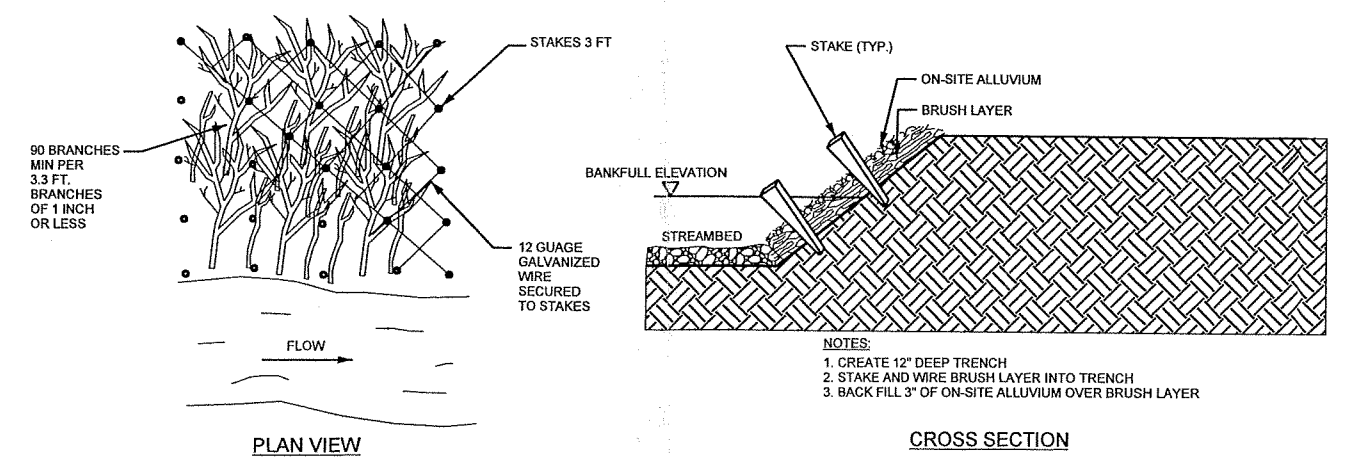 STAKES 3 FT
90 BRANCHES
MIN PER
3.3 FT.
BRANCHES
OF 1 INCH
OR LESS
12 GUAGE
GALVANIZED
WIRE
SECURED
TO STAKES
FLOW
PLAN VIEW
STAKE (TYP.)
ON-SITE ALLUVIUM
BRUSH LAYER
BANKFULL ELEVATION
STREAMBED
NOTES:
1. CREATE 12" DEEP TRENCH
2. STAKE AND WIRE BRUSH LAYER INTO TRENCH
3. BACK FILL 3" OF ON-SITE ALLUVIUM OVER BRUSH LAYER
CROSS SECTION